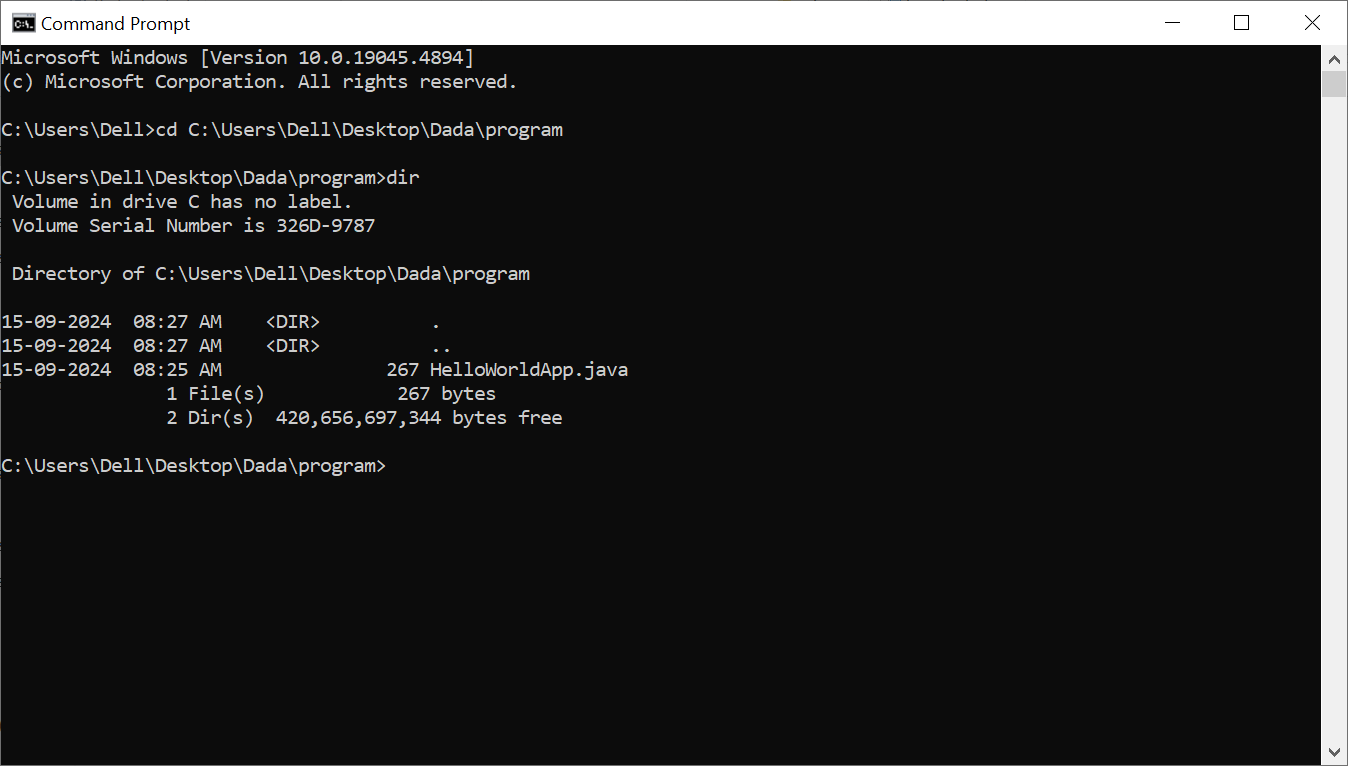 Command Prompt
Microsoft Windows [Version 10.0.19045.4894]
(c) Microsoft Corporation. All rights reserved.
C:\Users\Dell>cd C:\Users\Dell\Desktop\Dada\program
C:\Users\Dell\Desktop\Dada\program>dir
 Volume in drive C has no label.
 Volume Serial Number is 326D-9787
 Directory of C:\Users\Dell\Desktop\Dada\program
15-09-2024  08:27 AM    <DIR>          .
15-09-2024  08:27 AM    <DIR>          ..
15-09-2024  08:25 AM               267 HelloWorldApp.java
               1 File(s)            267 bytes
               2 Dir(s)  420,656,697,344 bytes free
C:\Users\Dell\Desktop\Dada\program>